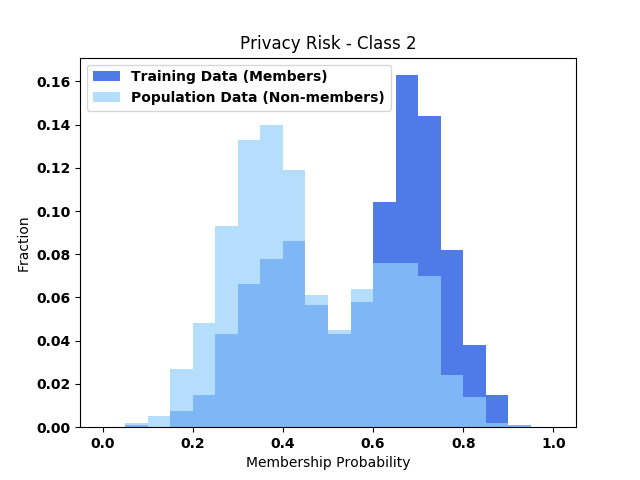 Privacy Risk - Class 2
Training Data (Members)
Population Data (Non-members)
0.16
0.14
0.12
0.10
0.08
0.06
0.04
0.02
0.00
Fraction
0.0 0.2 0.4 0.6 0.8 1.0
Membership Probability